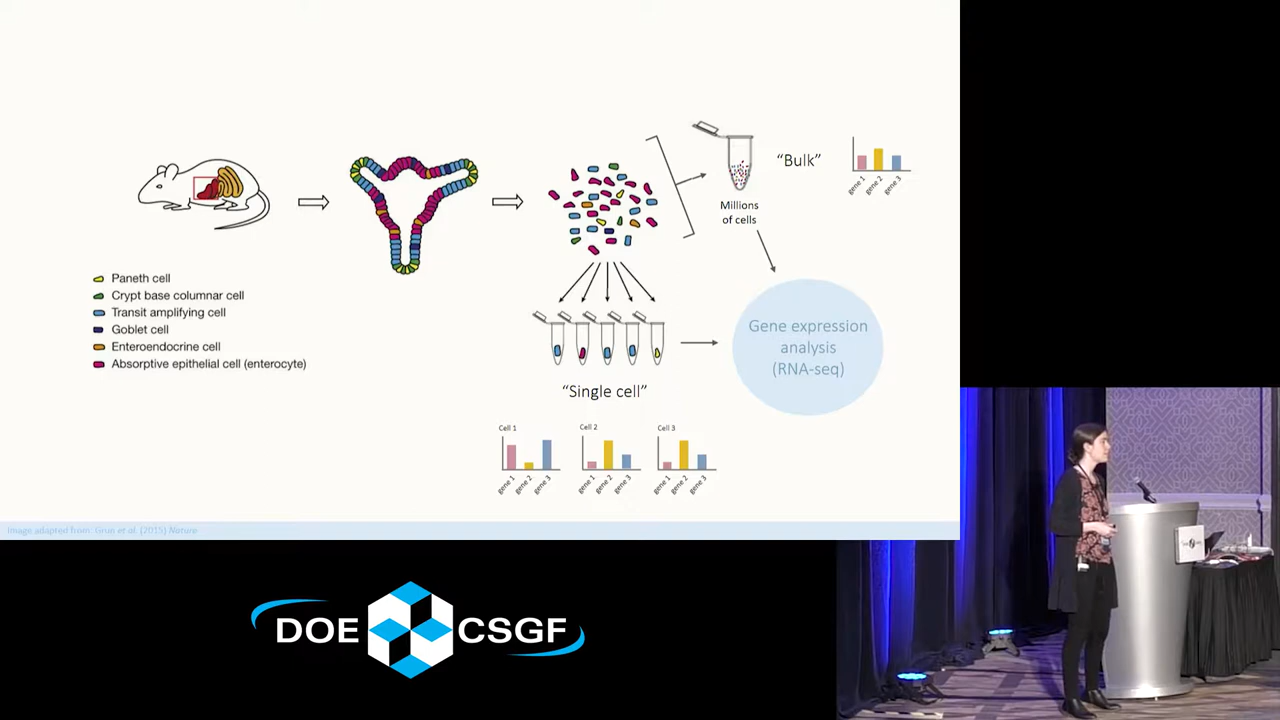 Paneth cell
Crypt base columnar cell
Transit amplifying cell
Goblet cell
Enteroendocrine cell
Absorptive epithelial cell (enterocyte)
Millions
of cells
"Bulk"
gene 1
gene 2
gene 3
"Single cell"
Gene expression
analysis
(RNA-seq)
Cell 1
gene 1
gene 2
gene 3
Cell 2
gene 1
gene 2
gene 3
Cell 3
gene 1
gene 2
gene 3
Image adapted from: Grün et al. (2015) Nature
DOE CSGF